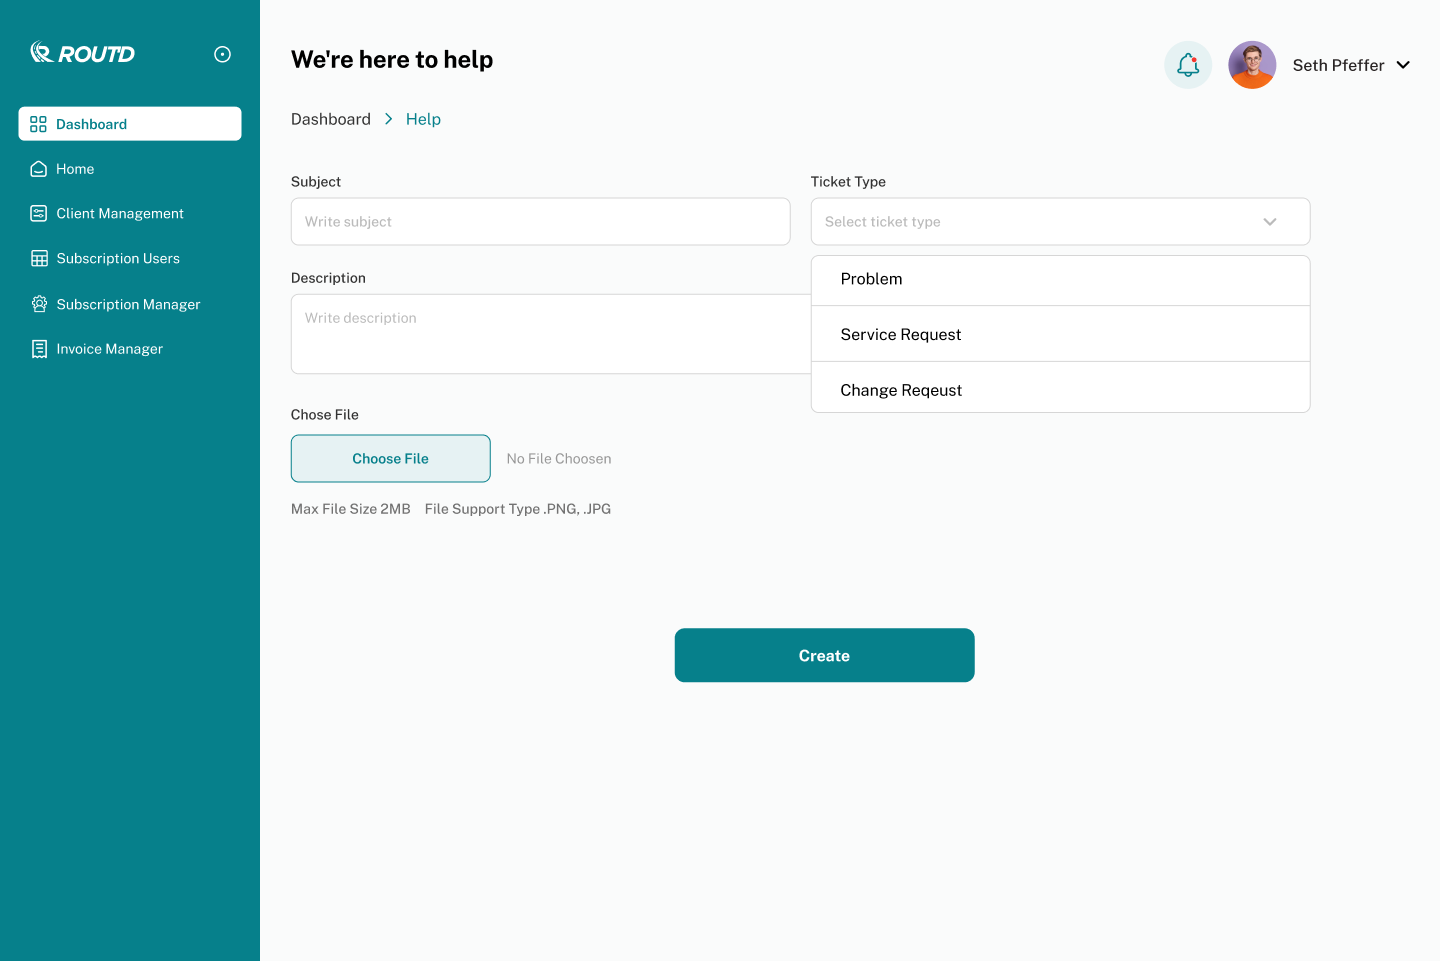 ROUTD
Dashboard
Home
Client Management
Subscription Users
Subscription Manager
Invoice Manager
We're here to help
Seth Pfeffer
Dashboard > Help
Subject
Write subject
Ticket Type
Select ticket type
Problem
Service Request
Change Reqeust
Description
Write description
Chose File
Choose File
No File Choosen
Max File Size 2MB File Support Type .PNG, .JPG
Create